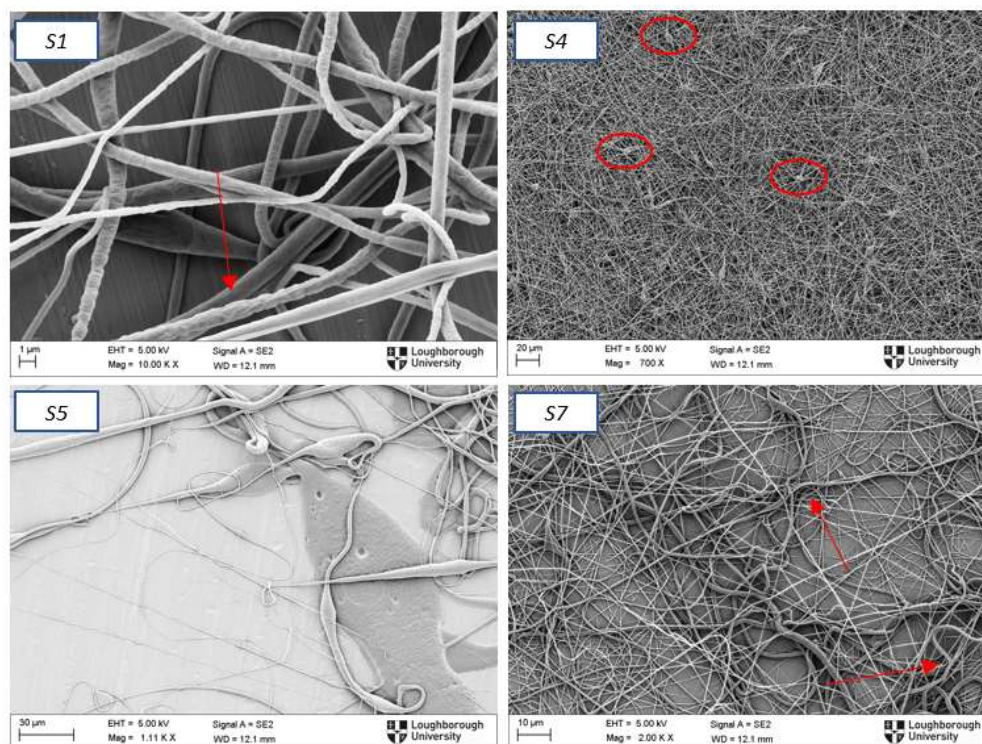 S1
S4
1 µm
EHT = 5.00 kV
Signal A = SE2
Mag = 10.00 K X
WD = 12.1 mm
Loughborough
University
20 µm
EHT = 5.00 kV
Signal A = SE2
Mag = 700 X
WD = 12.1 mm
Loughborough
University
S5
S7
30 µm
EHT = 5.00 kV
Signal A = SE2
Mag = 1.11 K X
WD = 12.1 mm
Loughborough
University
10 µm
EHT = 5.00 kV
Signal A = SE2
Mag = 2.00 K X
WD = 12.1 mm
Loughborough
University